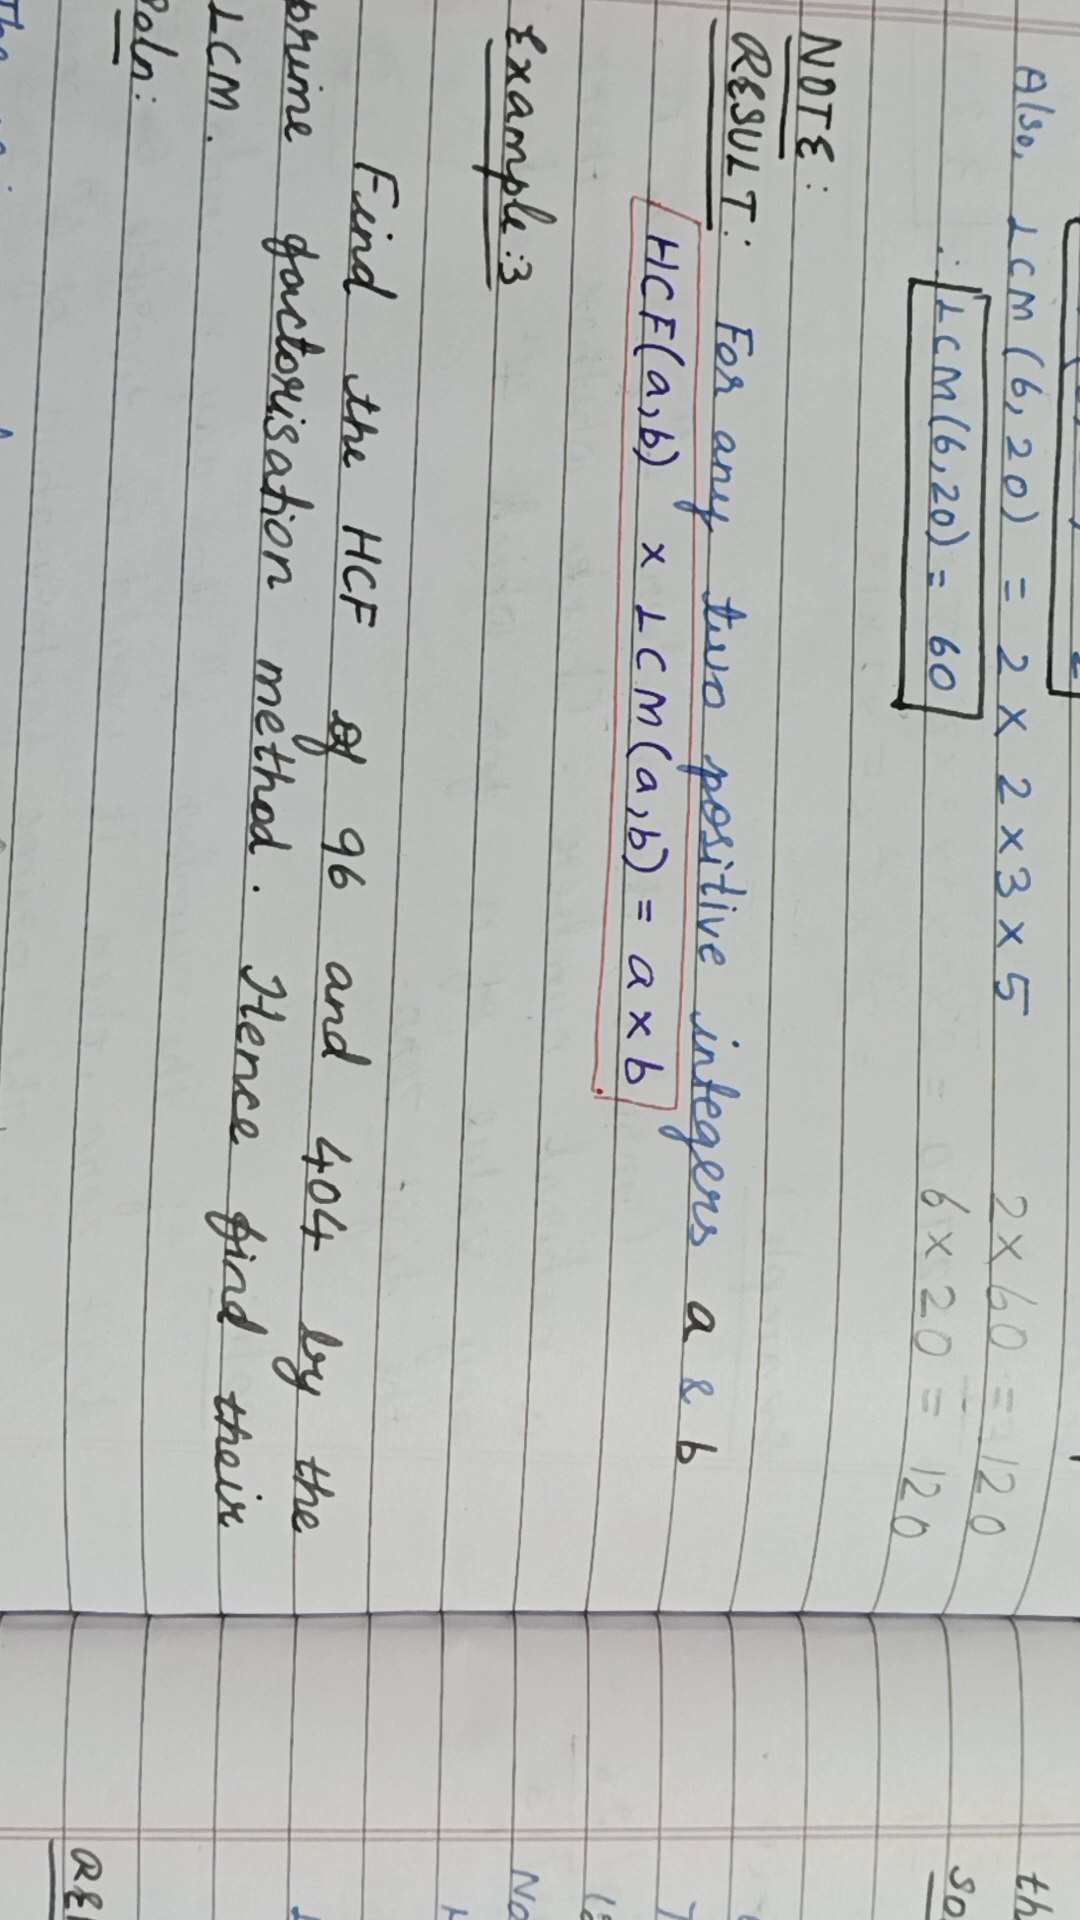 Also, LCM (6,20) = 2 x 2 x 3 x 5
2 x 60 = 120
∴ LCM(6,20) = 60
6 x 20 = 120
NOTE:
RESULT: For any two positive integers a & b
HCF(a,b) x LCM(a,b) = a x b
Example:3
Find the HCF of 96 and 404 by the
prime factorisation method. Hence find their
LCM.
Soln: